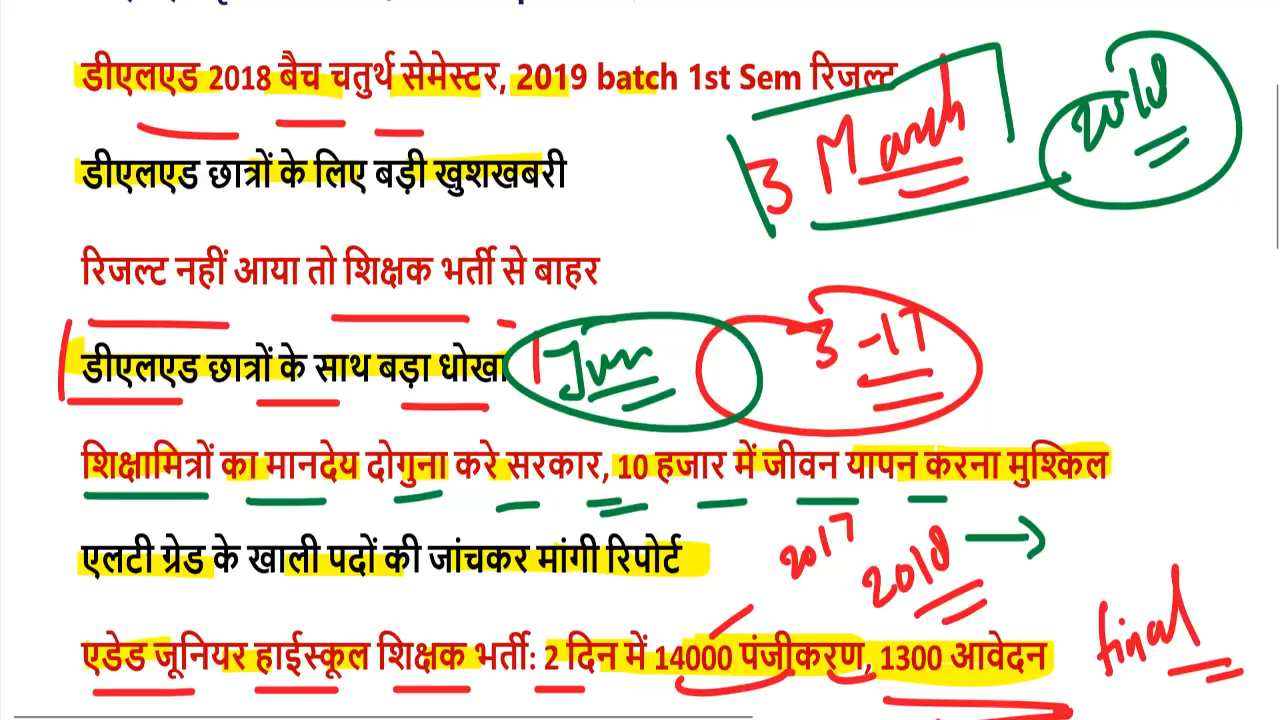 डीएलएड 2018 बैच चतुर्थ सेमेस्टर, 2019 batch 1st Sem रिजल्ट
3 March
2018
डीएलएड छात्रों के लिए बड़ी खुशखबरी
रिजल्ट नहीं आया तो शिक्षक भर्ती से बाहर
डीएलएड छात्रों के साथ बड़ा धोखा
Jun
3-17
शिक्षामित्रों का मानदेय दोगुना करे सरकार, 10 हजार में जीवन यापन करना मुश्किल
2017
2018
एलटी ग्रेड के खाली पदों की जांचकर मांगी रिपोर्ट
final
एडेड जूनियर हाईस्कूल शिक्षक भर्ती: 2 दिन में 14000 पंजीकरण, 1300 आवेदन